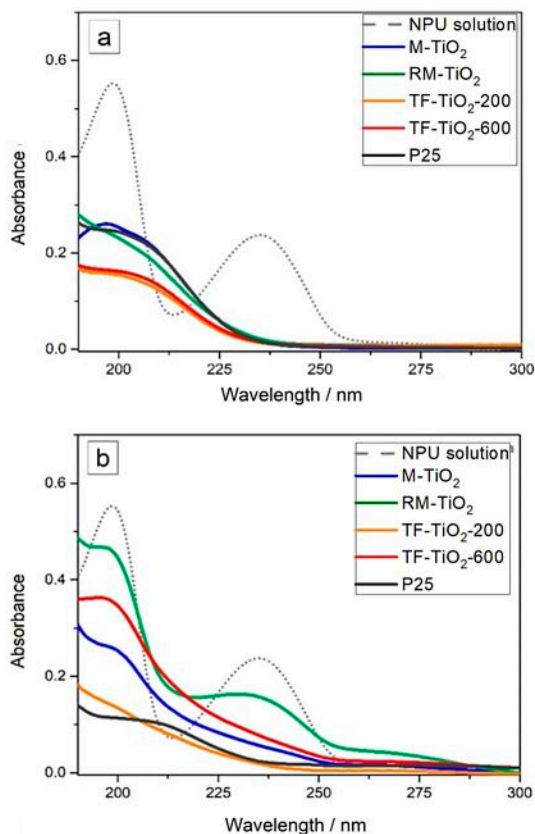 a
NPU solution
M-TiO2
RM-TiO2
TF-TiO2-200
TF-TiO2-600
P25
0.6
0.4
0.2
0.0
Absorbance
200
225
250
275
300
Wavelength / nm
b
NPU solution
M-TiO2
RM-TiO2
TF-TiO2-200
TF-TiO2-600
P25
0.6
0.4
0.2
0.0
Absorbance
200
225
250
275
300
Wavelength / nm